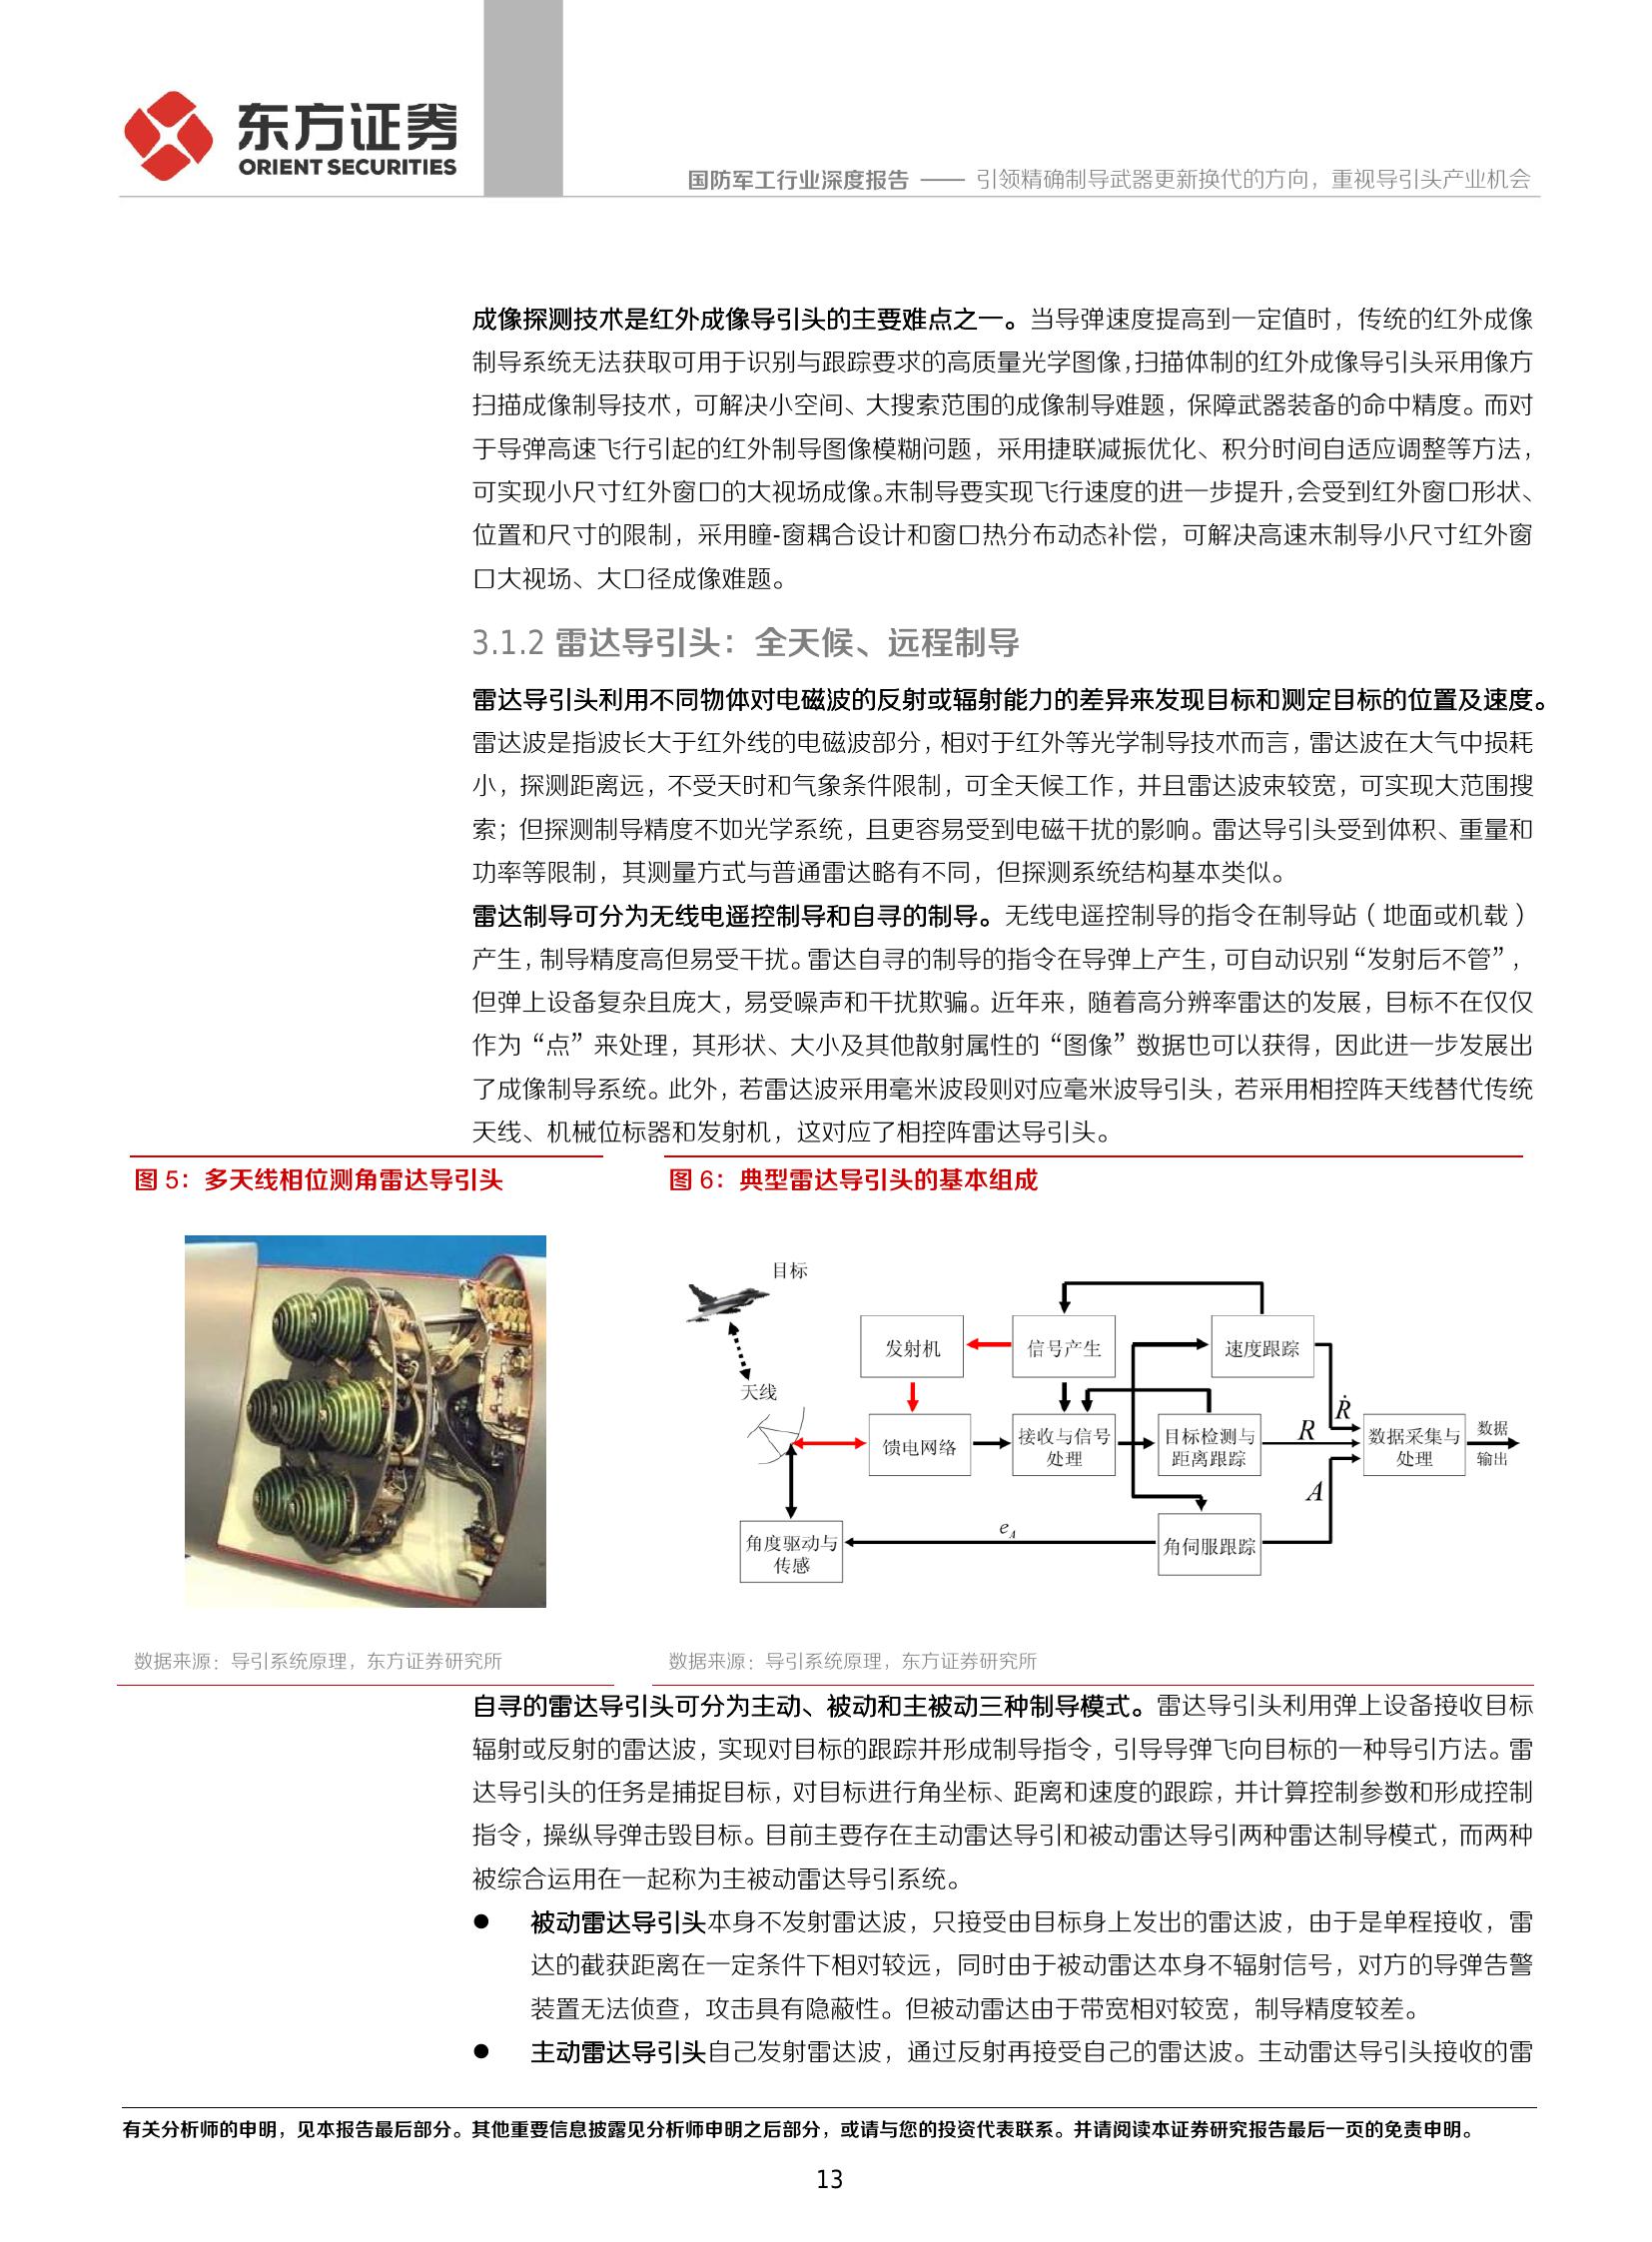 东方证券
ORIENT SECURITIES
国防军工行业深度报告 —— 引领精确制导武器更新换代的方向，重视导引头产业机会
成像探测技术是红外成像导引头的主要难点之一。当导弹速度提高到一定值时，传统的红外成像
制导系统无法获取可用于识别与跟踪要求的高质量光学图像，扫描体制的红外成像导引头采用像方
扫描成像制导技术，可解决小空间、大搜索范围的成像制导难题，保障武器装备的命中精度。而对
于导弹高速飞行引起的红外制导图像模糊问题，采用捷联减振优化、积分时间自适应调整等方法，
可实现小尺寸红外窗口的大视场成像。末制导要实现飞行速度的进一步提升，会受到红外窗口形状、
位置和尺寸的限制，采用瞳-窗耦合设计和窗口热分布动态补偿，可解决高速末制导小尺寸红外窗
口大视场、大口径成像难题。
3.1.2 雷达导引头：全天候、远程制导
雷达导引头利用不同物体对电磁波的反射或辐射能力的差异来发现目标和测定目标的位置及速度。
雷达波是指波长大于红外线的电磁波部分，相对于红外等光学制导技术而言，雷达波在大气中损耗
小，探测距离远，不受天时和气象条件限制，可全天候工作，并且雷达波束较宽，可实现大范围搜
索；但探测制导精度不如光学系统，且更容易受到电磁干扰的影响。雷达导引头受到体积、重量和
功率等限制，其测量方式与普通雷达略有不同，但探测系统结构基本类似。
雷达制导可分为无线电遥控制导和自寻的制导。无线电遥控制导的指令在制导站（地面或机载）
产生，制导精度高但易受干扰。雷达自寻的制导的指令在导弹上产生，可自动识别“发射后不管”，
但弹上设备复杂且庞大，易受噪声和干扰欺骗。近年来，随着高分辨率雷达的发展，目标不在仅仅
作为“点”来处理，其形状、大小及其他散射属性的“图像”数据也可以获得，因此进一步发展出
了成像制导系统。此外，若雷达波采用毫米波段则对应毫米波导引头，若采用相控阵天线替代传统
天线、机械位标器和发射机，这对应了相控阵雷达导引头。
图 5：多天线相位测角雷达导引头
图 6：典型雷达导引头的基本组成
目标
发射机
信号产生
速度跟踪
天线
Ṙ
馈电网络
接收与信号
处理
目标检测与
距离跟踪
R
数据采集与
处理
数据
输出
A
角度驱动与
传感
e_A
角伺服跟踪
数据来源：导引系统原理，东方证券研究所
数据来源：导引系统原理，东方证券研究所
自寻的雷达导引头可分为主动、被动和主被动三种制导模式。雷达导引头利用弹上设备接收目标
辐射或反射的雷达波，实现对目标的跟踪并形成制导指令，引导导弹飞向目标的一种导引方法。雷
达导引头的任务是捕捉目标，对目标进行角坐标、距离和速度的跟踪，并计算控制参数和形成控制
指令，操纵导弹击毁目标。目前主要存在主动雷达导引和被动雷达导引两种雷达制导模式，而两种
被综合运用在一起称为主被动雷达导引系统。
● 被动雷达导引头本身不发射雷达波，只接受由目标身上发出的雷达波，由于是单程接收，雷
达的截获距离在一定条件下相对较远，同时由于被动雷达本身不辐射信号，对方的导弹告警
装置无法侦查，攻击具有隐蔽性。但被动雷达由于带宽相对较宽，制导精度较差。
● 主动雷达导引头自己发射雷达波，通过反射再接受自己的雷达波。主动雷达导引头接收的雷
有关分析师的申明，见本报告最后部分。其他重要信息披露见分析师申明之后部分，或请与您的投资代表联系。并请阅读本证券研究报告最后一页的免责申明。
13